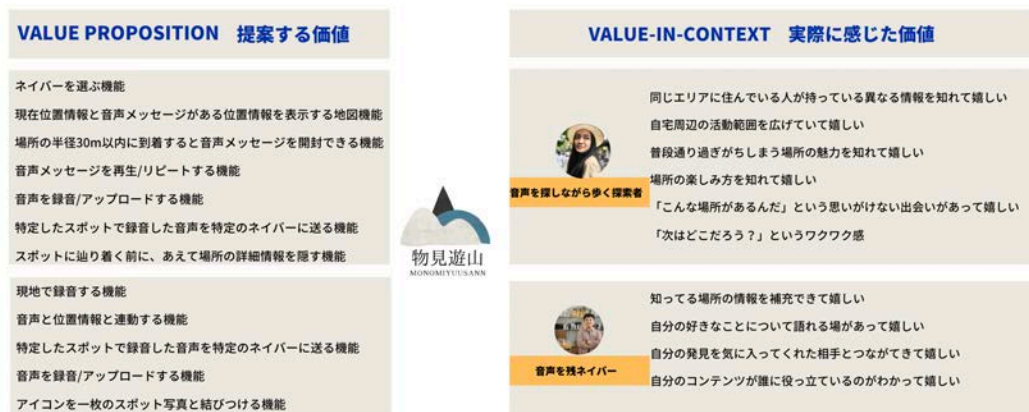 VALUE PROPOSITION 提案する価値
ネイバーを選ぶ機能
現在位置情報と音声メッセージがある位置情報を表示する地図機能
場所の半径30m以内に到着すると音声メッセージを開封できる機能
音声メッセージを再生/リピートする機能
音声を録音/アップロードする機能
特定したスポットで録音した音声を特定のネイバーに送る機能
スポットに辿り着く前に、あえて場所の詳細情報を隠す機能
現地で録音する機能
音声と位置情報と連動する機能
特定したスポットで録音した音声を特定のネイバーに送る機能
音声を録音/アップロードする機能
アイコンを一枚のスポット写真と結びつける機能
物見遊山
MONOMIYUUSANN
VALUE-IN-CONTEXT 実際に感じた価値
音声を探しながら歩く探索者
同じエリアに住んでいる人が持っている異なる情報を知れて嬉しい
自宅周辺の活動範囲を広げていて嬉しい
普段通り過ぎがちしまう場所の魅力を知れて嬉しい
場所の楽しみ方を知れて嬉しい
「こんな場所があるんだ」という思いがけない出会いがあって嬉しい
「次はどこだろう？」というワクワク感
音声を残ネイバー
知ってる場所の情報を補充できて嬉しい
自分の好きなことについて語れる場があって嬉しい
自分の発見を気に入ってくれた相手とつながてきて嬉しい
自分のコンテンツが誰に役っ立ているのがわかって嬉しい